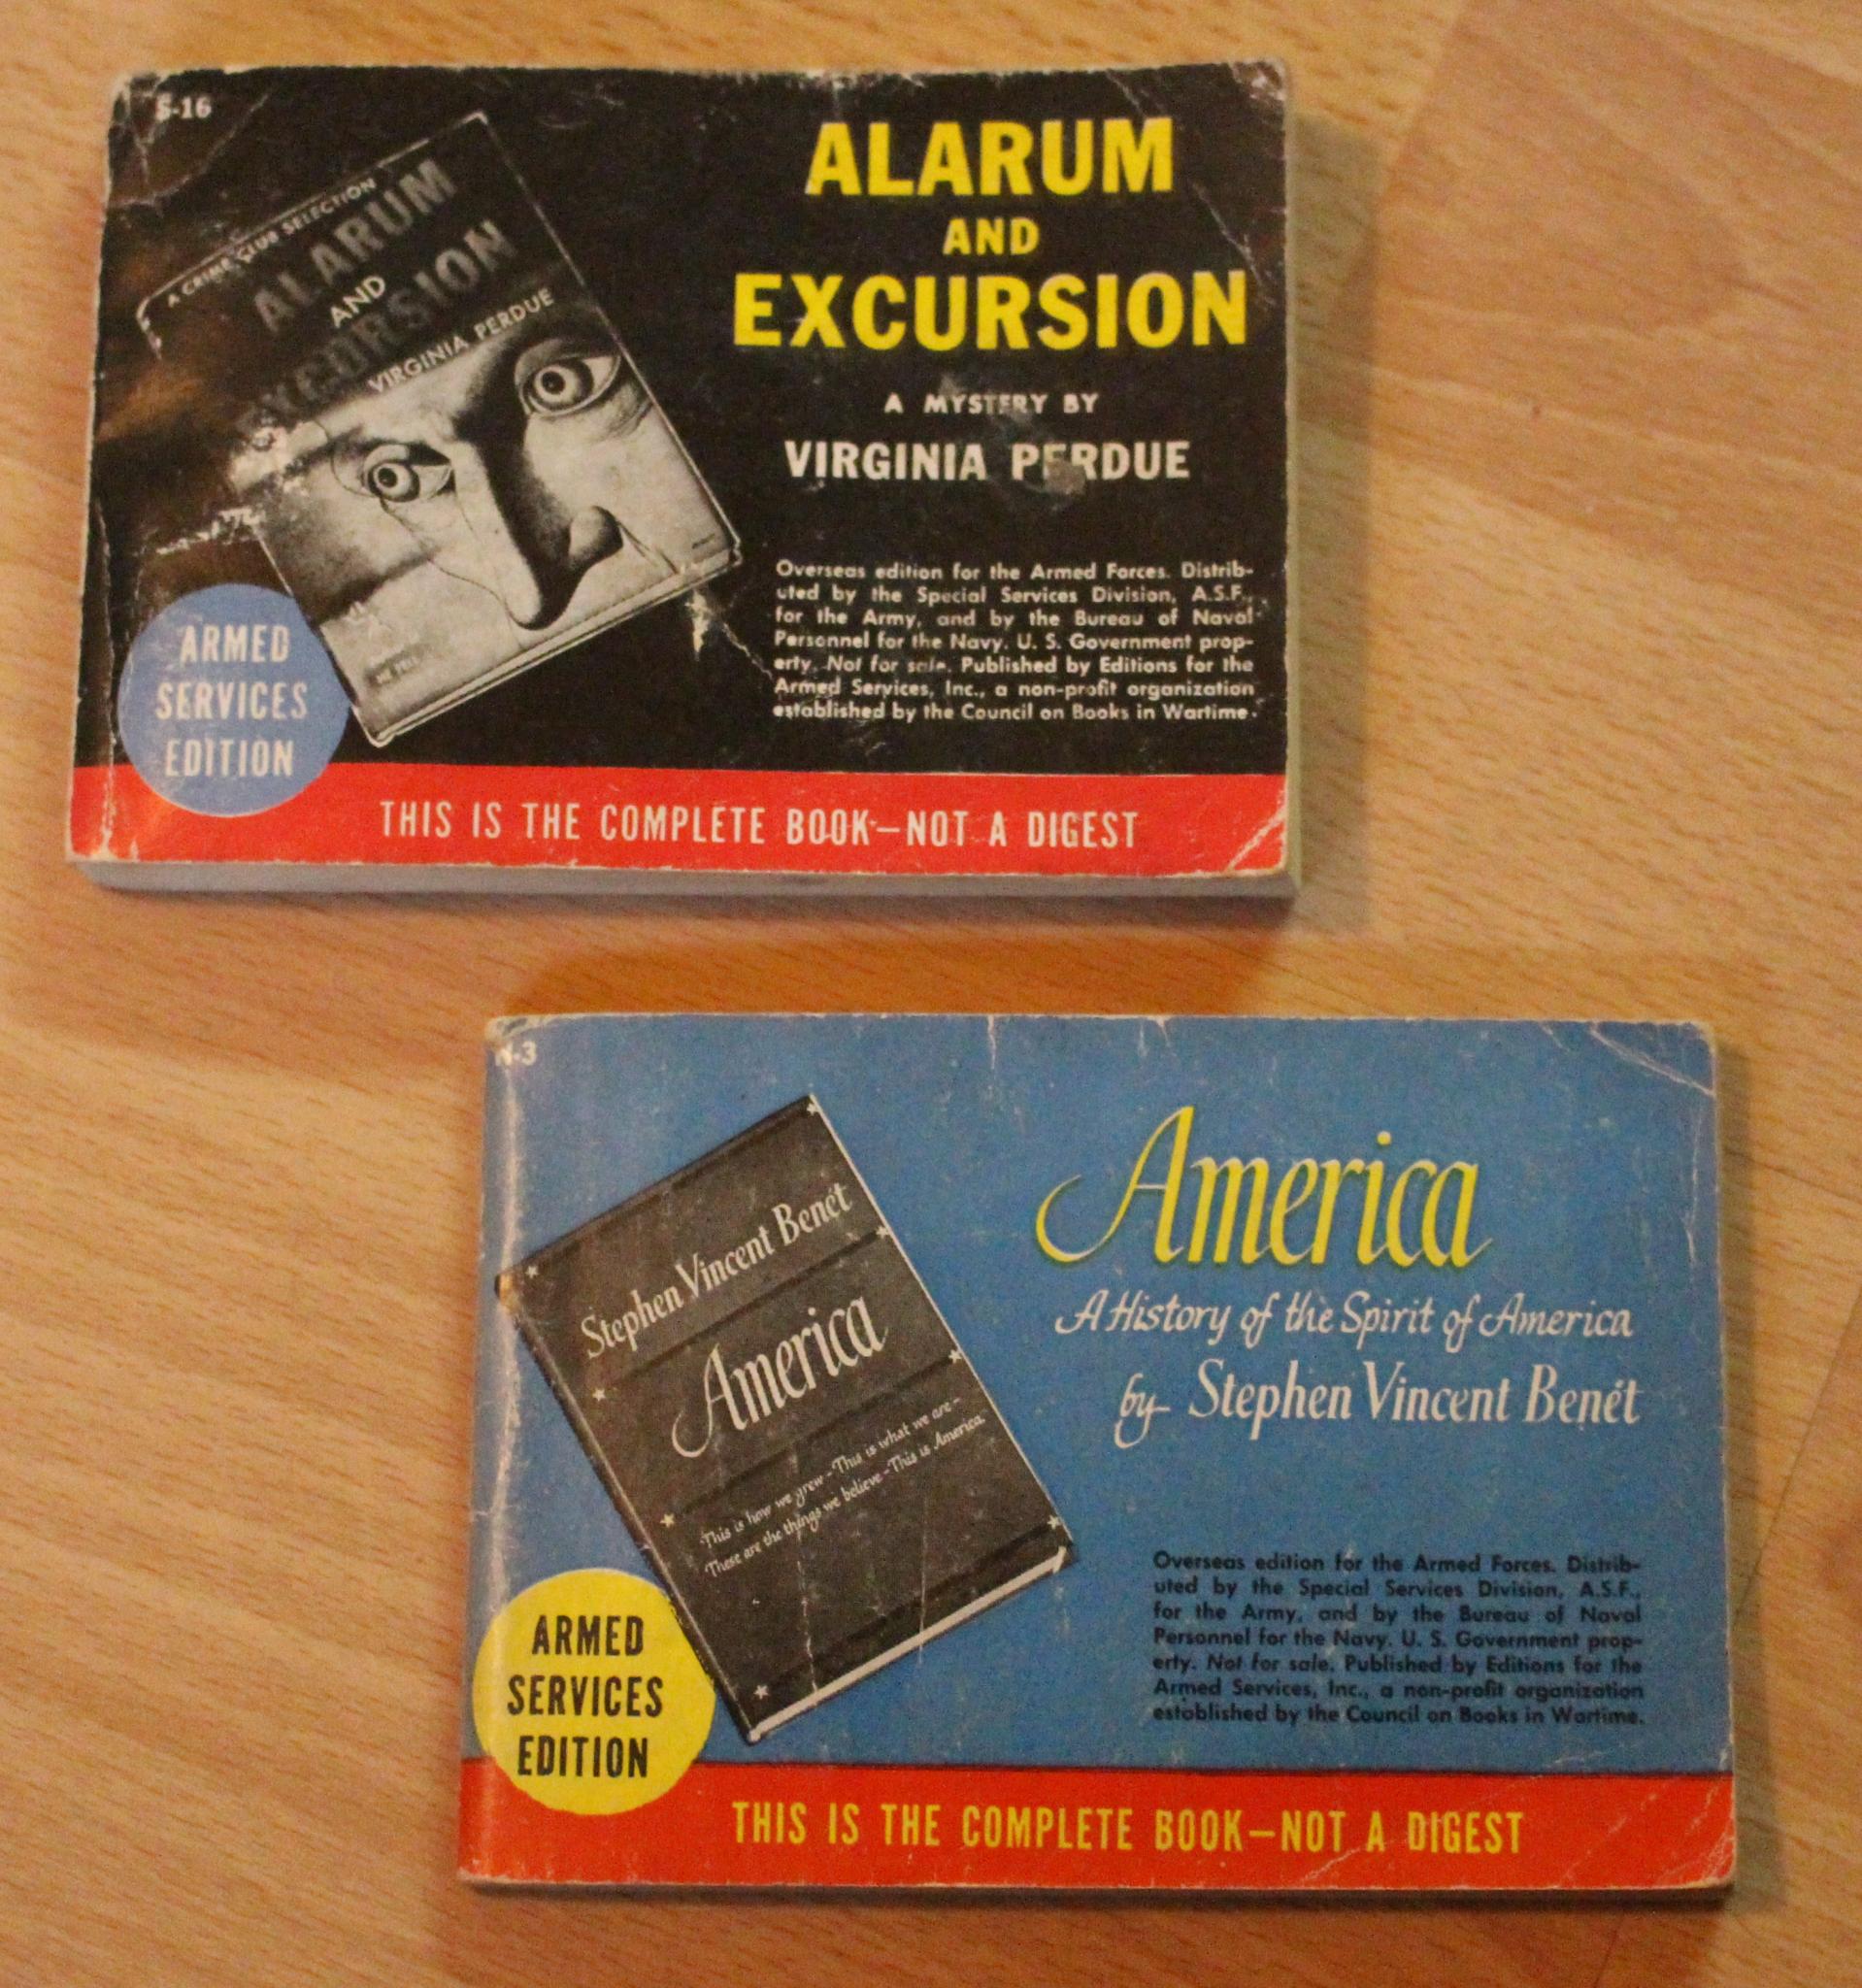 S-16
A CRIME CLUB SELECTION
ALARUM
AND
EXCURSION
VIRGINIA PERDUE
ALARUM
AND
EXCURSION
A MYSTERY BY
VIRGINIA PERDUE
Overseas edition for the Armed Forces. Distrib-
uted by the Special Services Division, A.S.F.,
for the Army, and by the Bureau of Naval
Personnel for the Navy. U. S. Government prop-
erty. Not for sale. Published by Editions for the
Armed Services, Inc., a non-profit organization
established by the Council on Books in Wartime.
ARMED
SERVICES
EDITION
THIS IS THE COMPLETE BOOK—NOT A DIGEST
N-3
Stephen Vincent Benét
America
This is how we grew – This is what we are –
These are the things we believe – This is America.
America
A History of the Spirit of America
by Stephen Vincent Benét
Overseas edition for the Armed Forces. Distrib-
uted by the Special Services Division, A.S.F.,
for the Army, and by the Bureau of Naval
Personnel for the Navy. U. S. Government prop-
erty. Not for sale. Published by Editions for the
Armed Services, Inc., a non-profit organization
established by the Council on Books in Wartime.
ARMED
SERVICES
EDITION
THIS IS THE COMPLETE BOOK—NOT A DIGEST